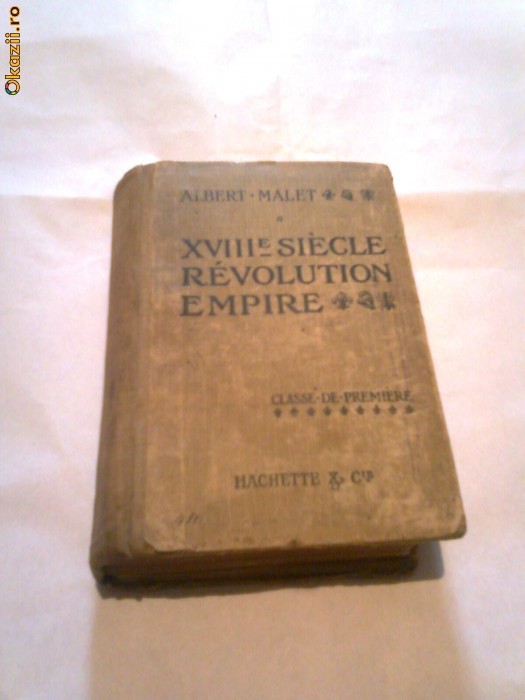 Okazii.ro
ALBERT·MALET
XVIIIE SIÈCLE
RÉVOLUTION
EMPIRE
CLASSE·DE·PREMIÈRE
HACHETTE & Cie